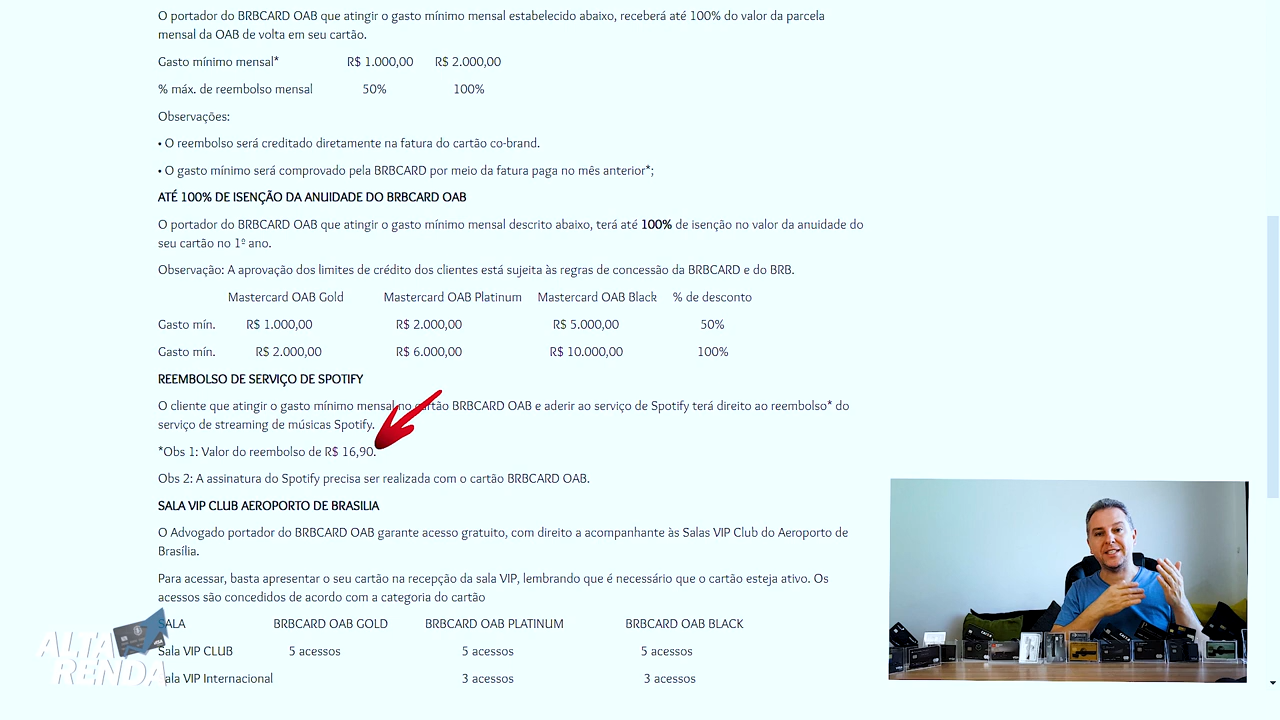 O portador do BRBCARD OAB que atingir o gasto mínimo mensal estabelecido abaixo, receberá até 100% do valor da parcela
mensal da OAB de volta em seu cartão.
Gasto mínimo mensal* R$ 1.000,00 R$ 2.000,00
% máx. de reembolso mensal 50% 100%
Observações:
• O reembolso será creditado diretamente na fatura do cartão co-brand.
• O gasto mínimo será comprovado pela BRBCARD por meio da fatura paga no mês anterior*;
ATÉ 100% DE ISENÇÃO DA ANUIDADE DO BRBCARD OAB
O portador do BRBCARD OAB que atingir o gasto mínimo mensal descrito abaixo, terá até 100% de isenção no valor da anuidade do
seu cartão no 1º ano.
Observação: A aprovação dos limites de crédito dos clientes está sujeita às regras de concessão da BRBCARD e do BRB.
Mastercard OAB Gold Mastercard OAB Platinum Mastercard OAB Black % de desconto
Gasto mín. R$ 1.000,00 R$ 2.000,00 R$ 5.000,00 50%
Gasto mín. R$ 2.000,00 R$ 6.000,00 R$ 10.000,00 100%
REEMBOLSO DE SERVIÇO DE SPOTIFY
O cliente que atingir o gasto mínimo mensal no cartão BRBCARD OAB e aderir ao serviço de Spotify terá direito ao reembolso* do
serviço de streaming de músicas Spotify.
*Obs 1: Valor do reembolso de R$ 16,90.
Obs 2: A assinatura do Spotify precisa ser realizada com o cartão BRBCARD OAB.
SALA VIP CLUB AEROPORTO DE BRASILIA
O Advogado portador do BRBCARD OAB garante acesso gratuito, com direito a acompanhante às Salas VIP Club do Aeroporto de
Brasília.
Para acessar, basta apresentar o seu cartão na recepção da sala VIP, lembrando que é necessário que o cartão esteja ativo. Os
acessos são concedidos de acordo com a categoria do cartão
SALA BRBCARD OAB GOLD BRBCARD OAB PLATINUM BRBCARD OAB BLACK
Sala VIP CLUB 5 acessos 5 acessos 5 acessos
Sala VIP Internacional 3 acessos 3 acessos
ALTA
RENDA